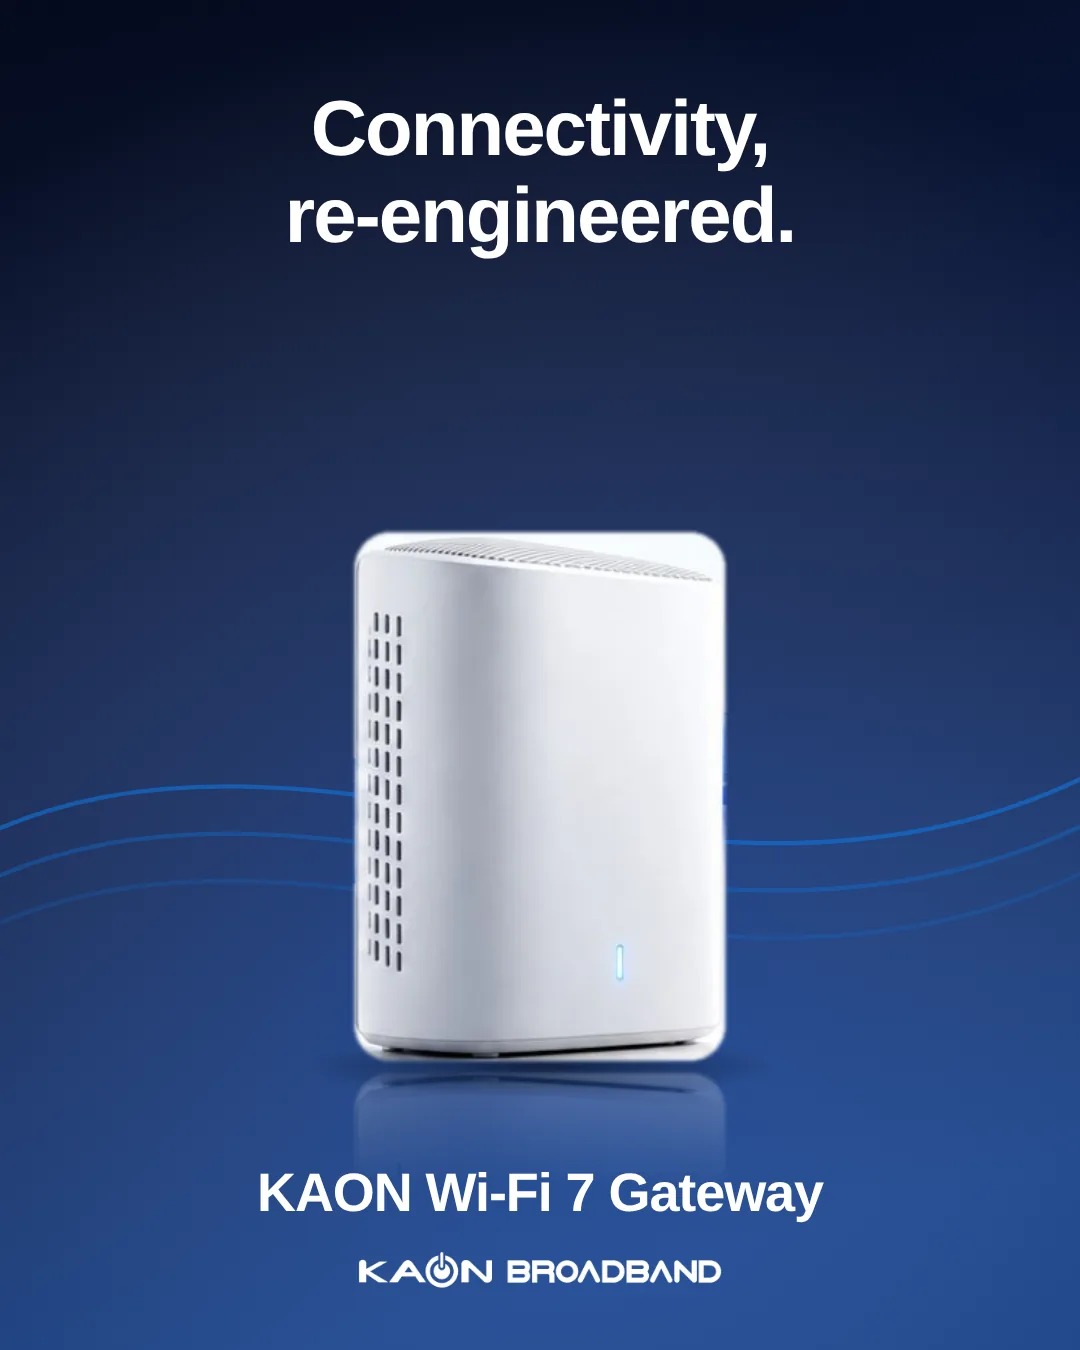 Connectivity,
re-engineered.
KAON Wi-Fi 7 Gateway
KAON BROADBAND